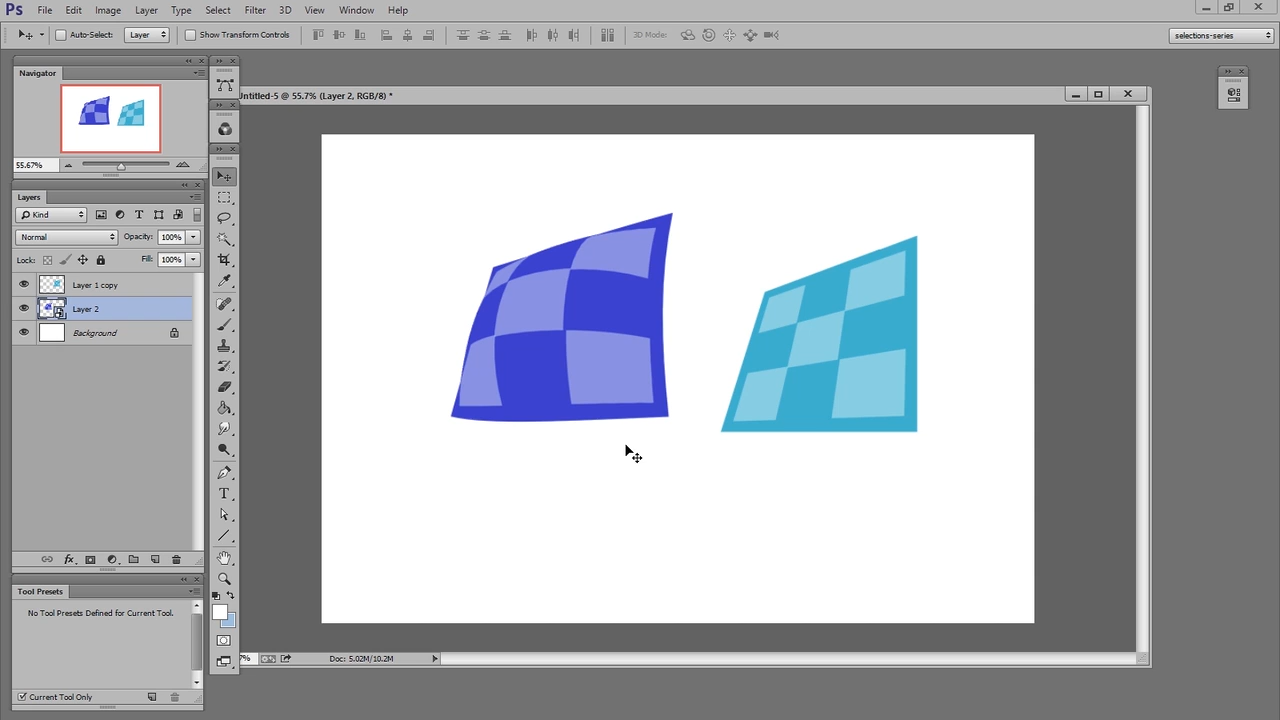 Ps File Edit Image Layer Type Select Filter 3D View Window Help
Auto-Select: Layer Show Transform Controls 3D Mode: selections-series
Navigator
Untitled-5 @ 55.7% (Layer 2, RGB/8) *
55.67%
Layers
Kind T
Normal Opacity: 100%
Lock: Fill: 100%
Layer 1 copy
Layer 2
Background
fx
T
Tool Presets
No Tool Presets Defined for Current Tool.
7% Doc: 5.02M/10.2M
Current Tool Only